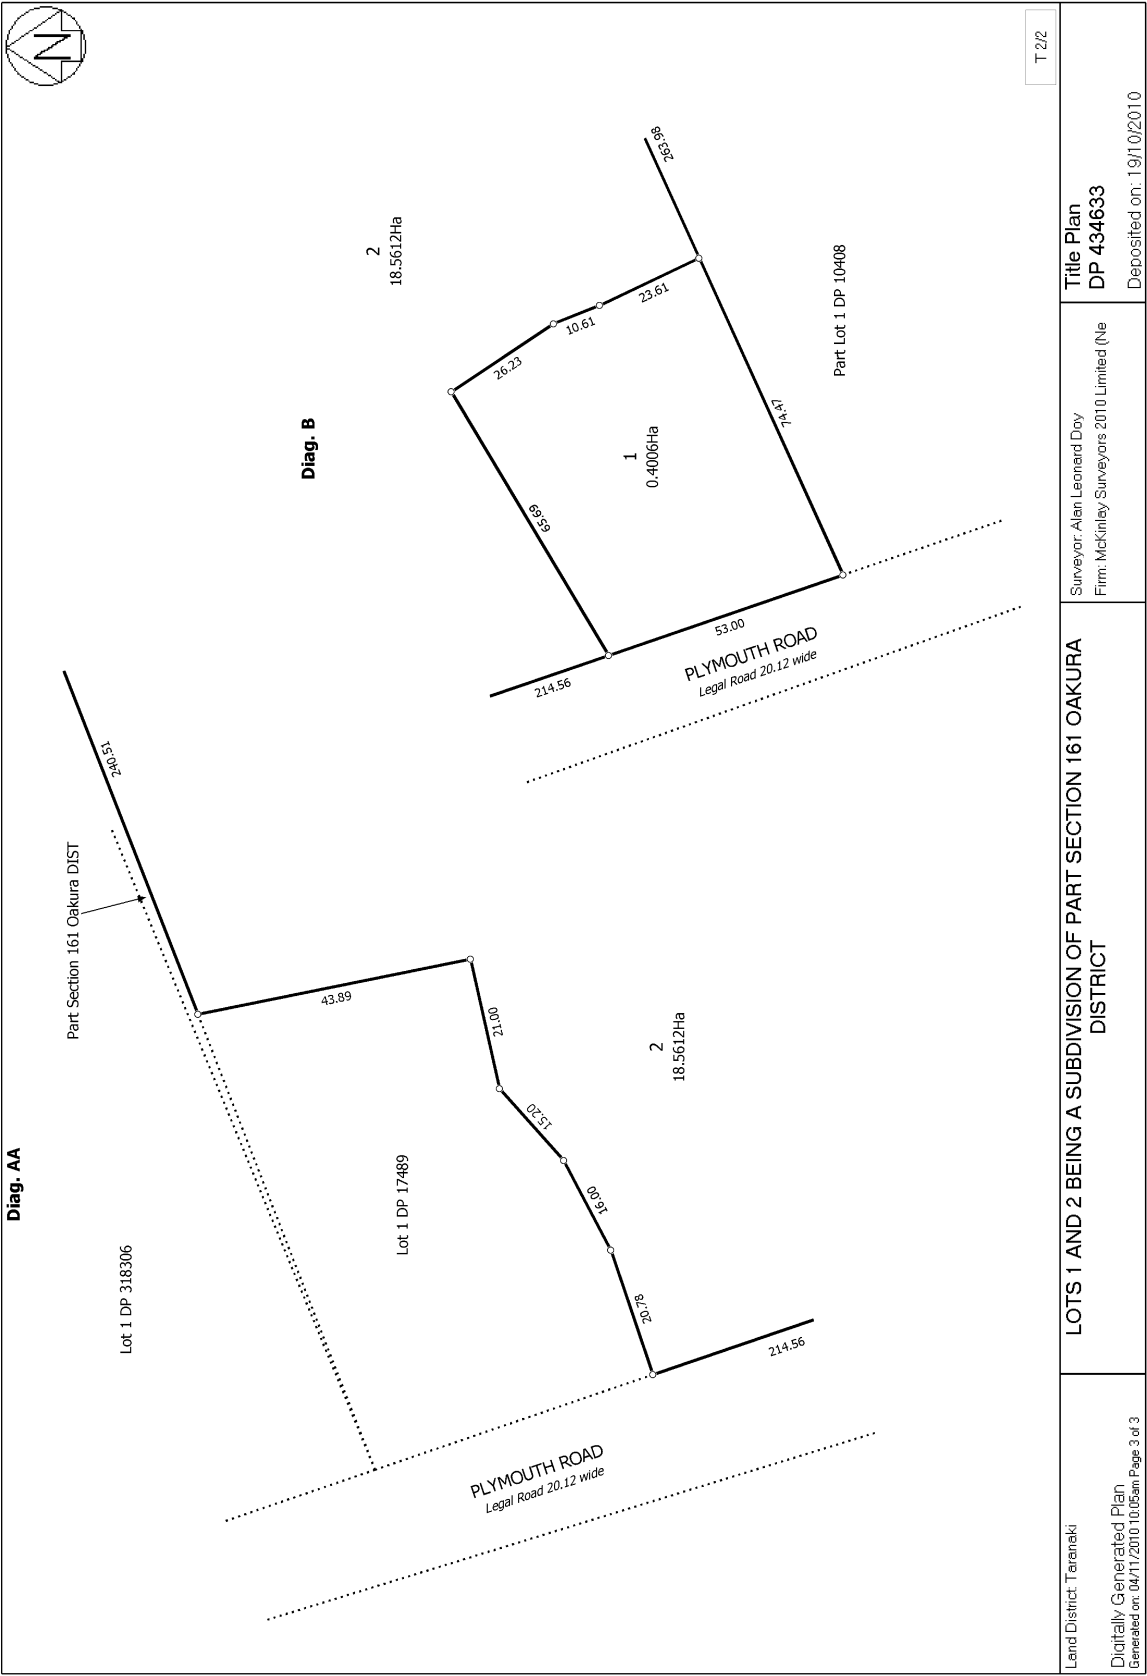 N
Diag. AA
Part Section 161 Oakura DIST
240.51
Lot 1 DP 318306
43.89
Lot 1 DP 17489
21.00
15.20
16.00
20.78
2
18.5612Ha
214.56
PLYMOUTH ROAD
Legal Road 20.12 wide
Diag. B
2
18.5612Ha
26.23
10.61
23.61
263.98
65.69
1
0.4006Ha
74.47
Part Lot 1 DP 10408
53.00
214.56
PLYMOUTH ROAD
Legal Road 20.12 wide
T 2/2
Land District: Taranaki
Digitally Generated Plan
Generated on: 04/11/2010 10:05am Page 3 of 3
LOTS 1 AND 2 BEING A SUBDIVISION OF PART SECTION 161 OAKURA
DISTRICT
Surveyor: Alan Leonard Doy
Firm: McKinlay Surveyors 2010 Limited (Ne
Title Plan
DP 434633
Deposited on: 19/10/2010